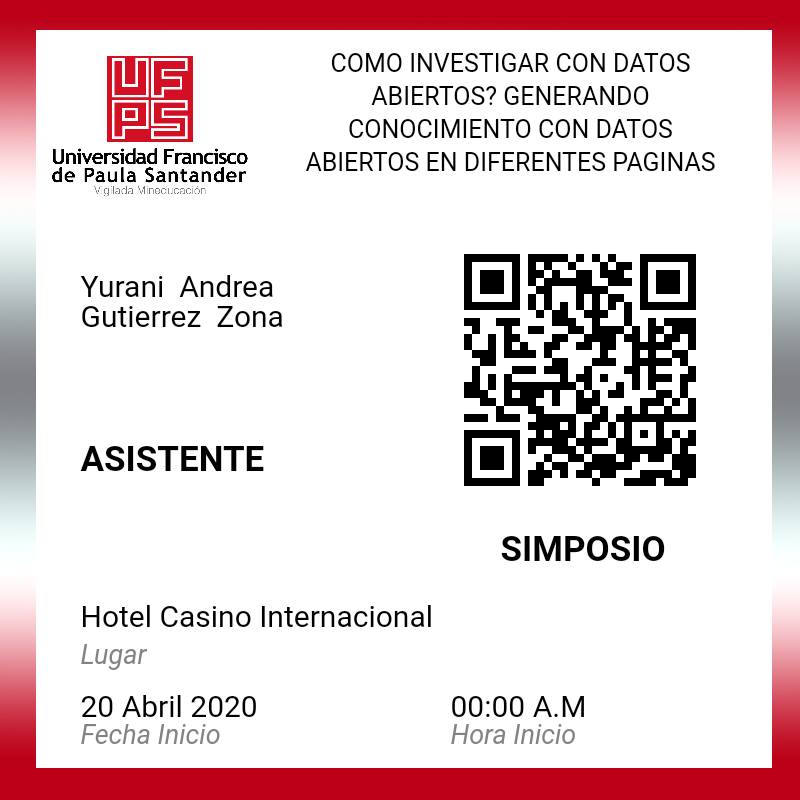 UFPS
Universidad Francisco
de Paula Santander
Vigilada Mineducación
COMO INVESTIGAR CON DATOS
ABIERTOS? GENERANDO
CONOCIMIENTO CON DATOS
ABIERTOS EN DIFERENTES PAGINAS
Yurani Andrea
Gutierrez Zona
ASISTENTE
SIMPOSIO
Hotel Casino Internacional
Lugar
20 Abril 2020
Fecha Inicio
00:00 A.M
Hora Inicio